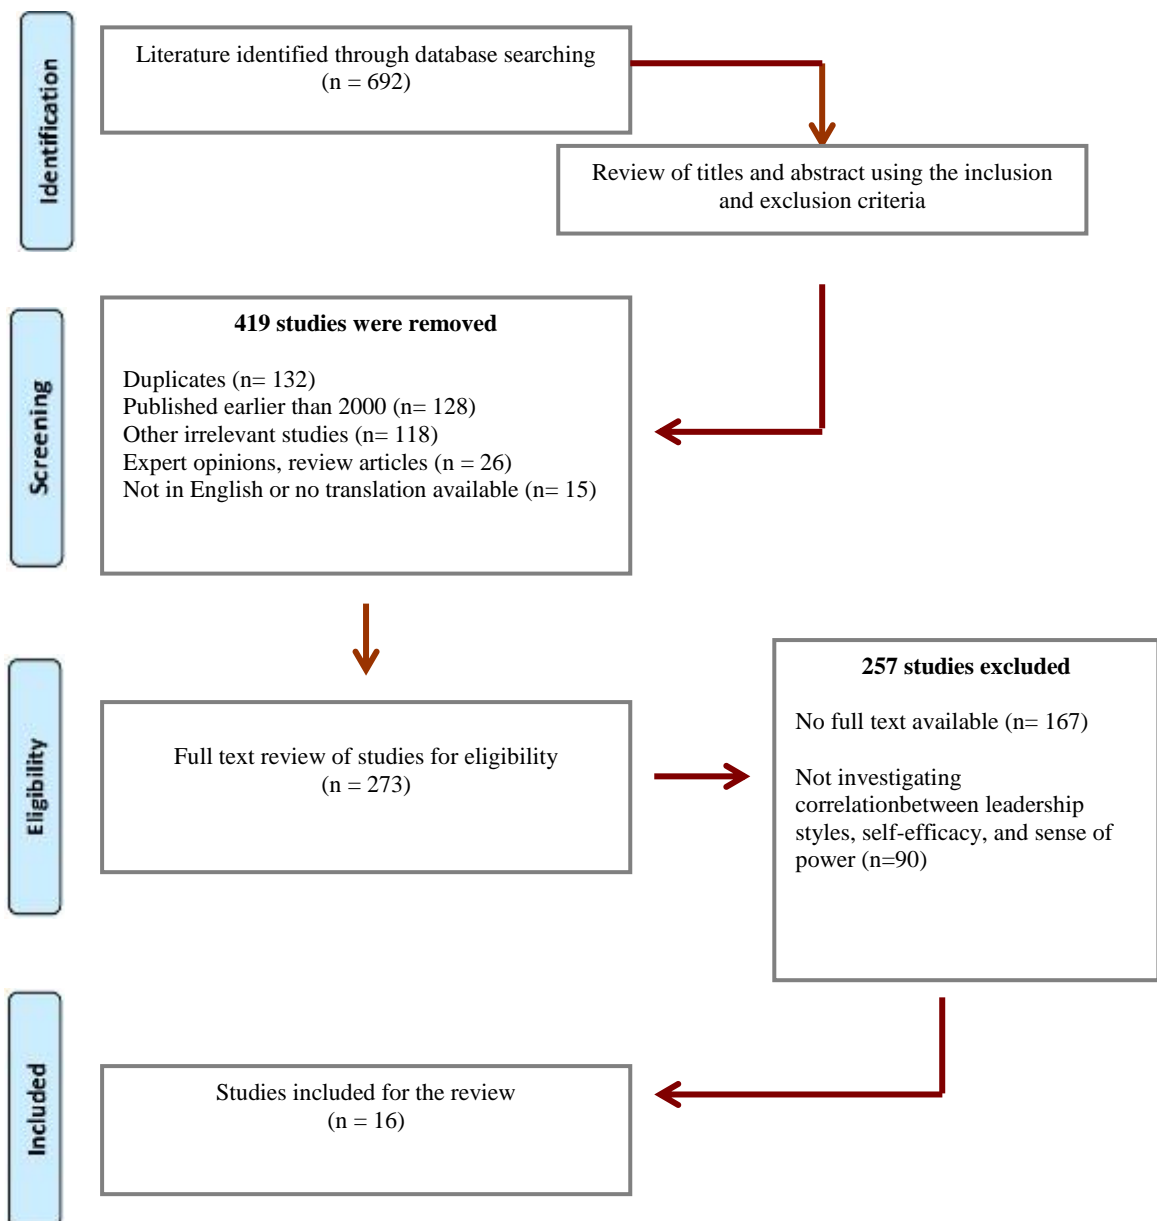 Identification
Literature identified through database searching
(n = 692)
Review of titles and abstract using the inclusion
and exclusion criteria
Screening
419 studies were removed
Duplicates (n= 132)
Published earlier than 2000 (n= 128)
Other irrelevant studies (n= 118)
Expert opinions, review articles (n = 26)
Not in English or no translation available (n= 15)
Eligibility
Full text review of studies for eligibility
(n = 273)
257 studies excluded
No full text available (n= 167)
Not investigating
correlationbetween leadership
styles, self-efficacy, and sense of
power (n=90)
Included
Studies included for the review
(n = 16)